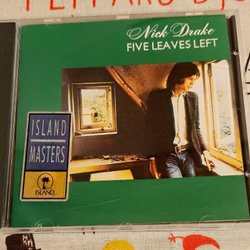 Nick Drake
FIVE LEAVES LEFT
ISLAND
MASTERS
ISLAND